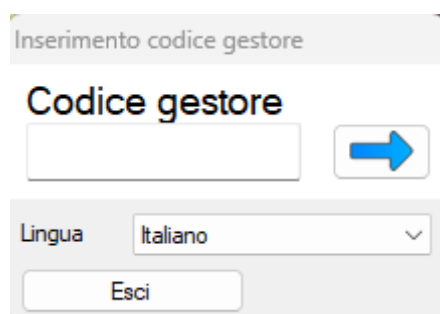 Inserimento codice gestore
Codice gestore
Lingua Italiano
Esci